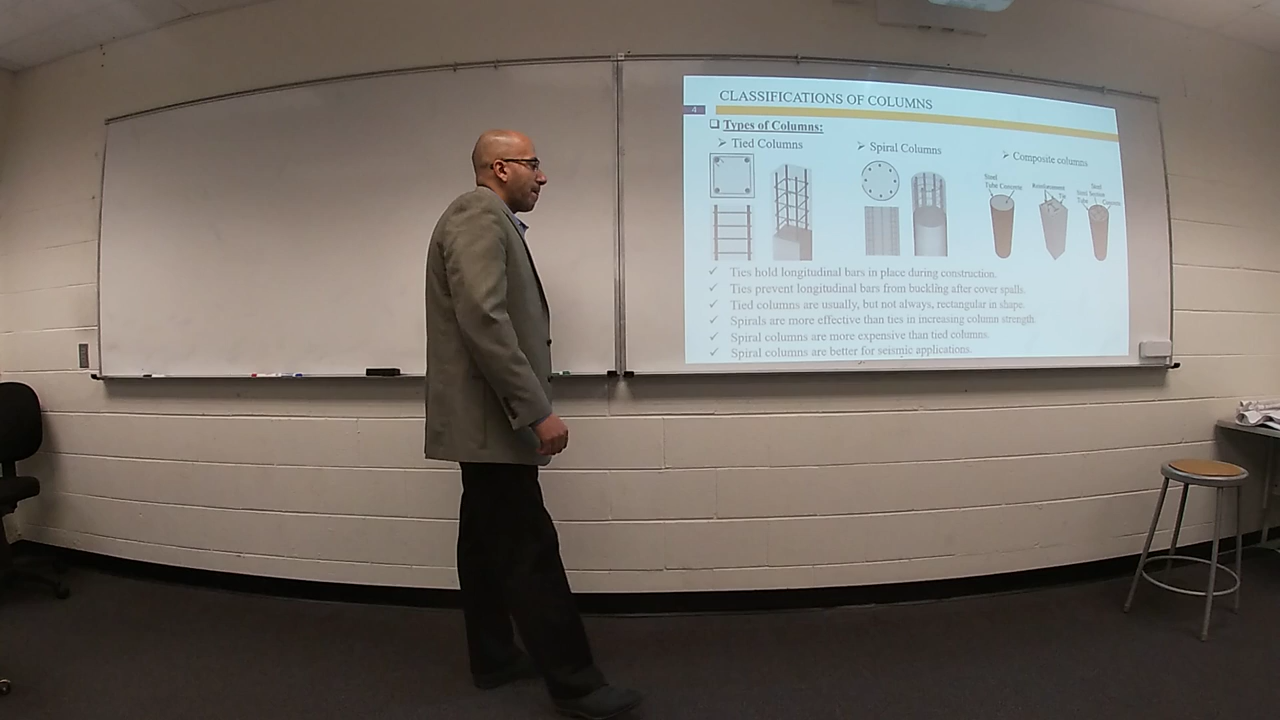 CLASSIFICATIONS OF COLUMNS
4
❑ Types of Columns:
➢ Tied Columns
➢ Spiral Columns
➢ Composite columns
Steel
Tube Concrete
Reinforcement
Tie
Steel
Steel Section
Tube Concrete
✓ Ties hold longitudinal bars in place during construction.
✓ Ties prevent longitudinal bars from buckling after cover spalls.
✓ Tied columns are usually, but not always, rectangular in shape.
✓ Spirals are more effective than ties in increasing column strength.
✓ Spiral columns are more expensive than tied columns.
✓ Spiral columns are better for seismic applications.